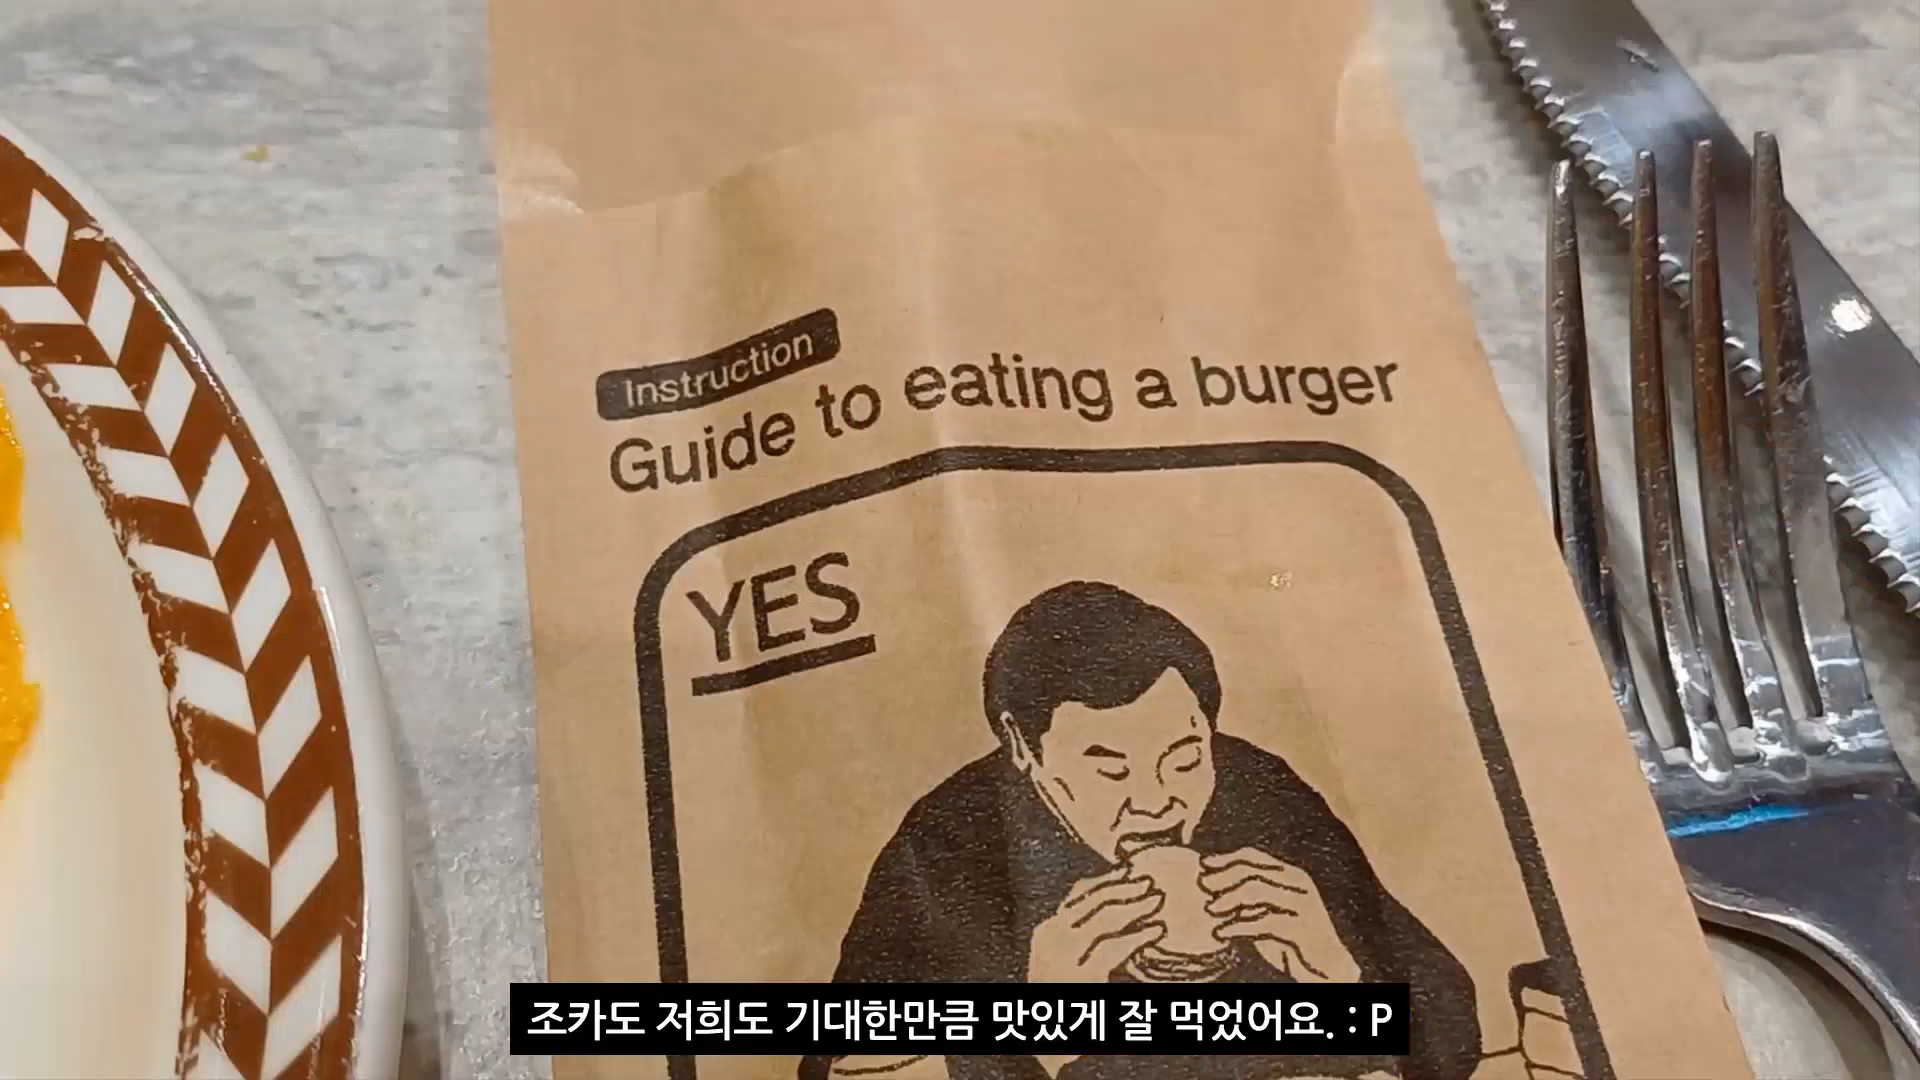 Instruction
Guide to eating a burger
YES
조카도 저희도 기대한만큼 맛있게 잘 먹었어요. : P